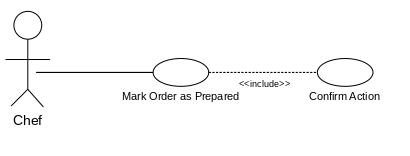 Mark Order as Prepared
<<include>>
Confirm Action
Chef